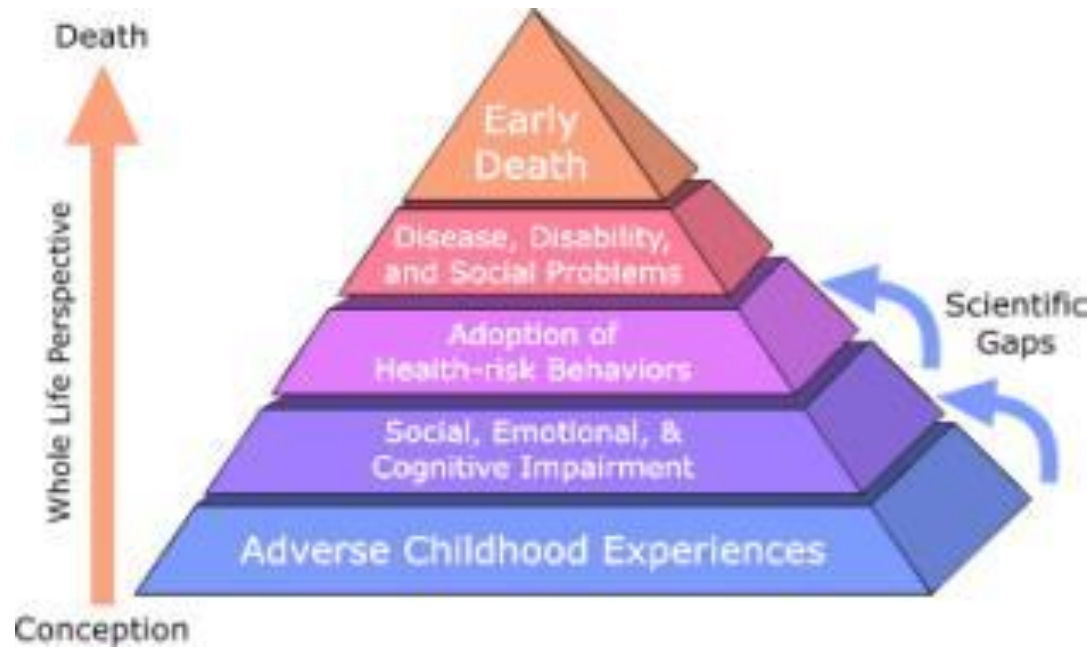 Death
Early
Death
Disease, Disability,
and Social Problems
Scientific
Gaps
Adoption of
Health-risk Behaviors
Social, Emotional, &
Cognitive Impairment
Adverse Childhood Experiences
Whole Life Perspective
Conception